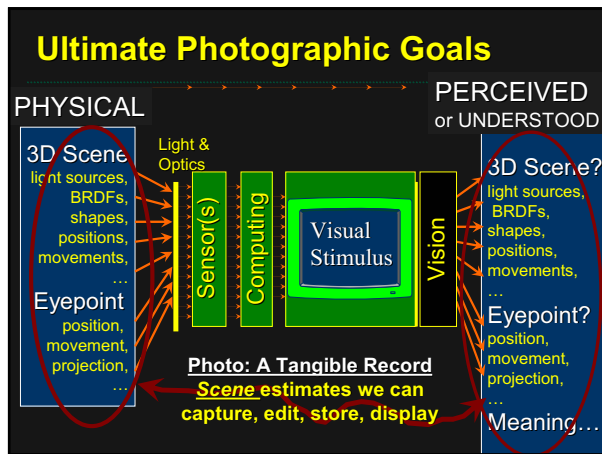 Ultimate Photographic Goals
PHYSICAL
3D Scene
light sources,
BRDFs,
shapes,
positions,
movements,
…
Eyepoint
position,
movement,
projection,
…
Light &
Optics
Sensor(s)
Computing
Visual
Stimulus
Vision
PERCEIVED
or UNDERSTOOD
3D Scene?
light sources,
BRDFs,
shapes,
positions,
movements,
…
Eyepoint?
position,
movement,
projection,
…
Meaning…
Photo: A Tangible Record
Scene estimates we can
capture, edit, store, display